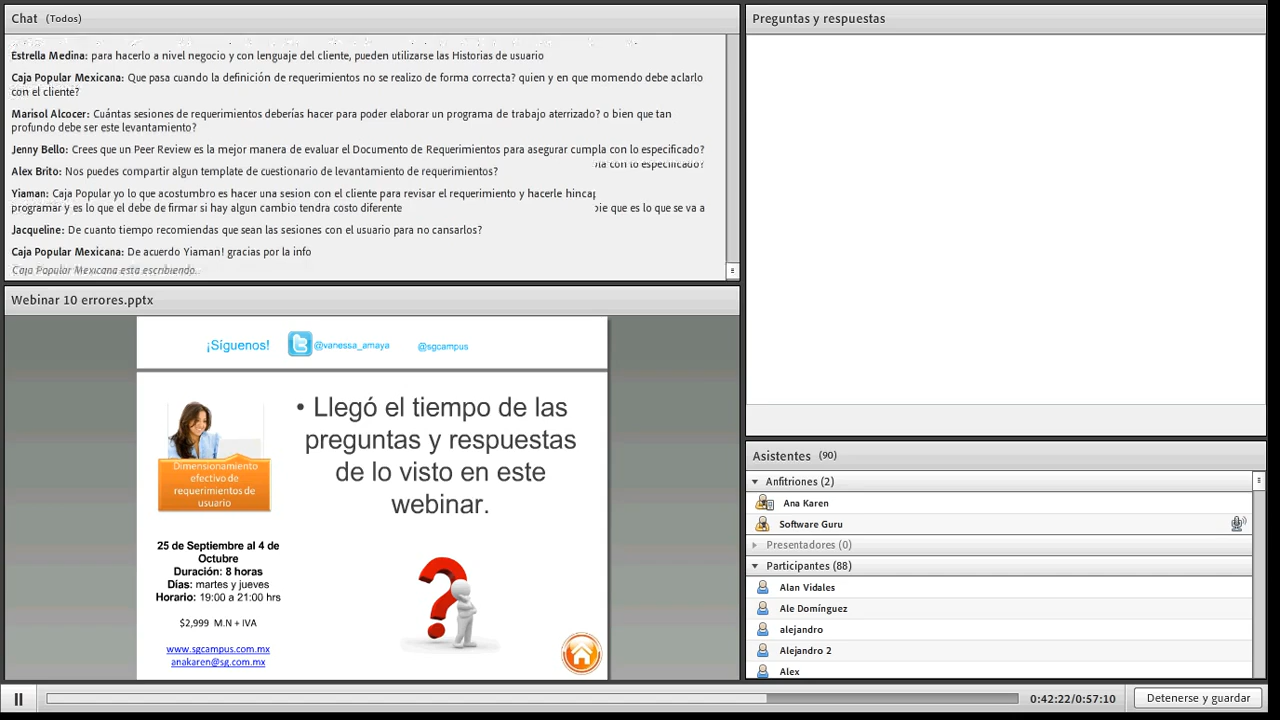 Chat (Todos)
Estrella Medina: para hacerlo a nivel negocio y con lenguaje del cliente, pueden utilizarse las Historias de usuario
Caja Popular Mexicana: Que pasa cuando la definición de requerimientos no se realizo de forma correcta? quien y en que momendo debe aclarlo
con el cliente?
Marisol Alcocer: Cuántas sesiones de requerimientos deberías hacer para poder elaborar un programa de trabajo aterrizado? o bien que tan
profundo debe ser este levantamiento?
Jenny Bello: Crees que un Peer Review es la mejor manera de evaluar el Documento de Requerimientos para asegurar cumpla con lo especificado?
con lo especificado?
Alex Brito: Nos puedes compartir algun template de cuestionario de levantamiento de requerimientos?
Yiaman: Caja Popular yo lo que acostumbro es hacer una sesion con el cliente para revisar el requerimiento y hacerle
programar y es lo que el debe de firmar si hay algun cambio tendra costo diferente que es lo que se va a
Jacqueline: De cuanto tiempo recomiendas que sean las sesiones con el usuario para no cansarlos?
Caja Popular Mexicana: De acuerdo Yiaman! gracias por la info
Caja Popular Mexicana esta escribiendo..
Webinar 10 errores.pptx
¡Síguenos!
@vanessa_amaya
@sgcampus
Dimensionamiento
efectivo de
requerimientos de
usuario
25 de Septiembre al 4 de
Octubre
Duración: 8 horas
Días: martes y jueves
Horario: 19:00 a 21:00 hrs
$2,999 M.N + IVA
www.sgcampus.com.mx
anakaren@sg.com.mx
• Llegó el tiempo de las
preguntas y respuestas
de lo visto en este
webinar.
Preguntas y respuestas
Asistentes (90)
Anfitriones (2)
Ana Karen
Software Guru
Presentadores (0)
Participantes (88)
Alan Vidales
Ale Domínguez
alejandro
Alejandro 2
Alex
0:42:22/0:57:10
Detenerse y guardar